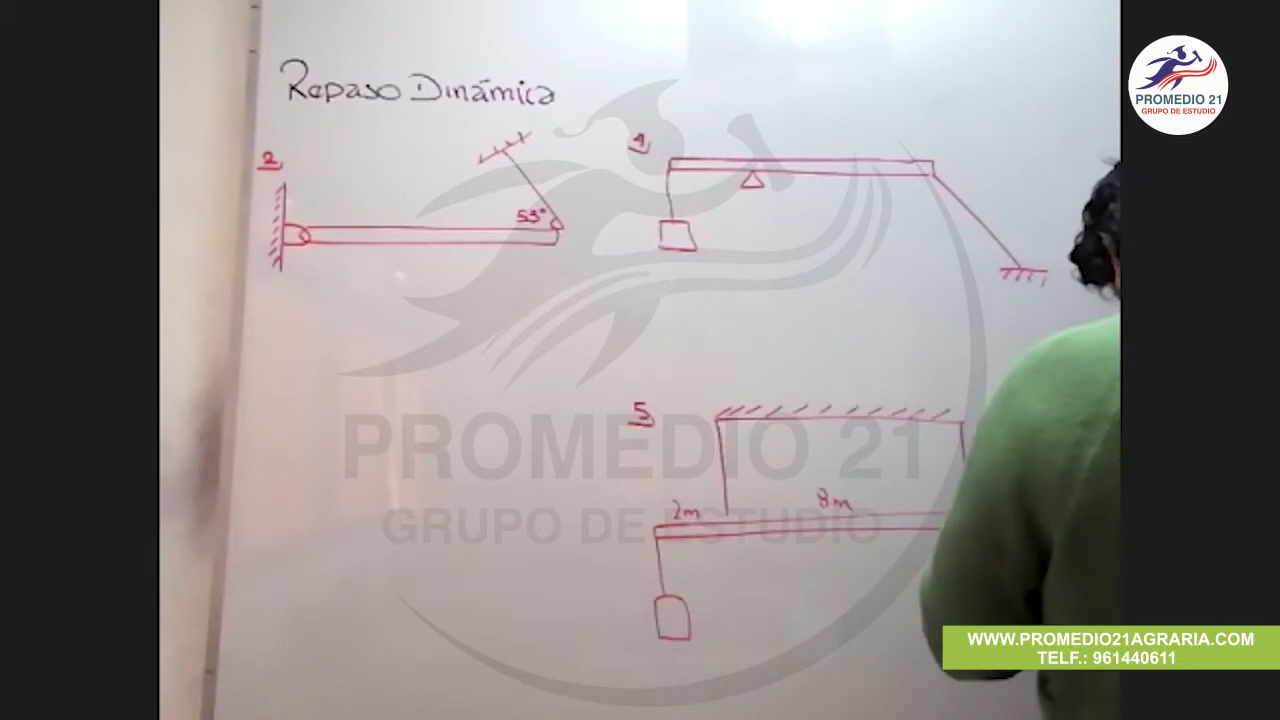 Repaso Dinámica
2
53°
4
5
2m
8m
PROMEDIO 21
GRUPO DE ESTUDIO
PROMEDIO 21
GRUPO DE ESTUDIO
WWW.PROMEDIO21AGRARIA.COM
TELF.: 961440611